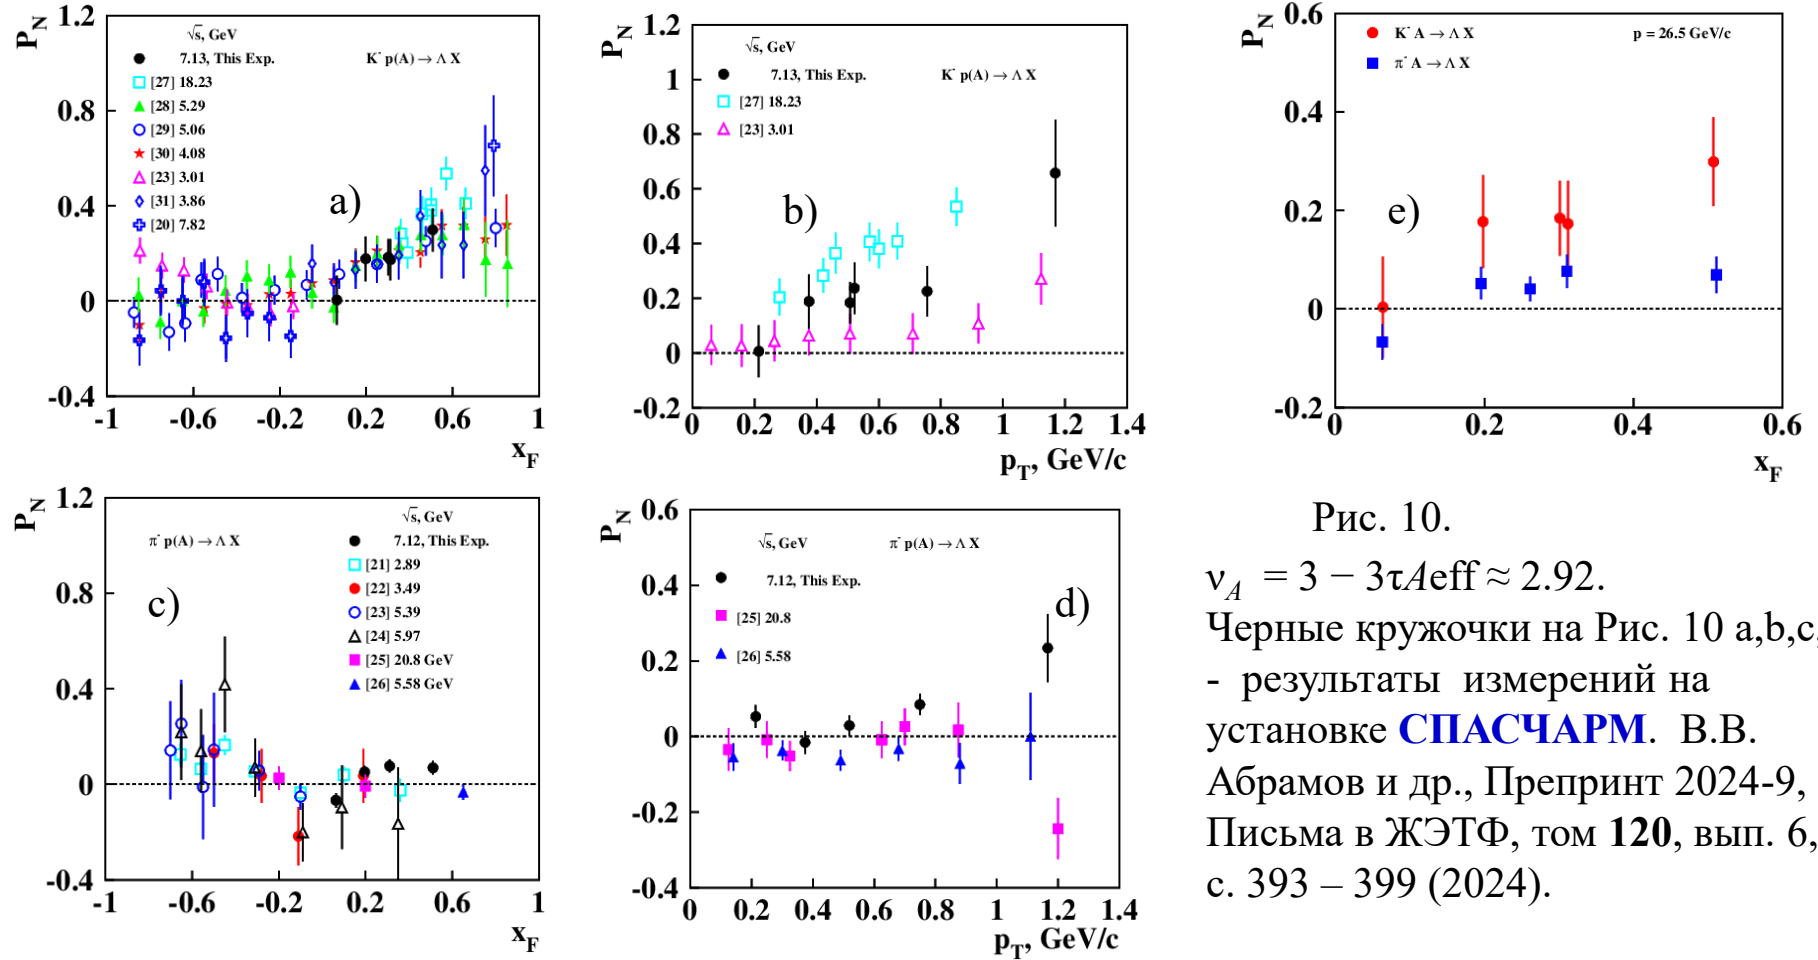 P_N
1.2
0.8
0.4
0
-0.4
√s, GeV
7.13, This Exp.
[27] 18.23
[28] 5.29
[29] 5.06
[30] 4.08
[23] 3.01
[31] 3.86
[20] 7.82
K⁻ p(A) → Λ X
a)
-1 -0.6 -0.2 0.2 0.6 1
x_F
P_N
1.2
1
0.8
0.6
0.4
0.2
0
-0.2
√s, GeV
7.13, This Exp.
[27] 18.23
[23] 3.01
K⁻ p(A) → Λ X
b)
0 0.2 0.4 0.6 0.8 1 1.2 1.4
p_T, GeV/c
P_N
0.6
0.4
0.2
0
-0.2
K⁻ A → Λ X
π⁻ A → Λ X
p = 26.5 GeV/c
e)
0 0.2 0.4 0.6
x_F
P_N
1.2
0.8
0.4
0
-0.4
π⁻ p(A) → Λ X
√s, GeV
7.12, This Exp.
[21] 2.89
[22] 3.49
[23] 5.39
[24] 5.97
[25] 20.8 GeV
[26] 5.58 GeV
c)
-1 -0.6 -0.2 0.2 0.6 1
x_F
P_N
0.6
0.4
0.2
0
-0.2
-0.4
√s, GeV
π⁻ p(A) → Λ X
7.12, This Exp.
[25] 20.8
[26] 5.58
d)
0 0.2 0.4 0.6 0.8 1 1.2 1.4
p_T, GeV/c
Рис. 10.
ν_A = 3 − 3τAeff ≈ 2.92.
Черные кружочки на Рис. 10 a,b,c,
- результаты измерений на
установке СПАСЧАРМ. В.В.
Абрамов и др., Препринт 2024-9,
Письма в ЖЭТФ, том 120, вып. 6,
с. 393 – 399 (2024).